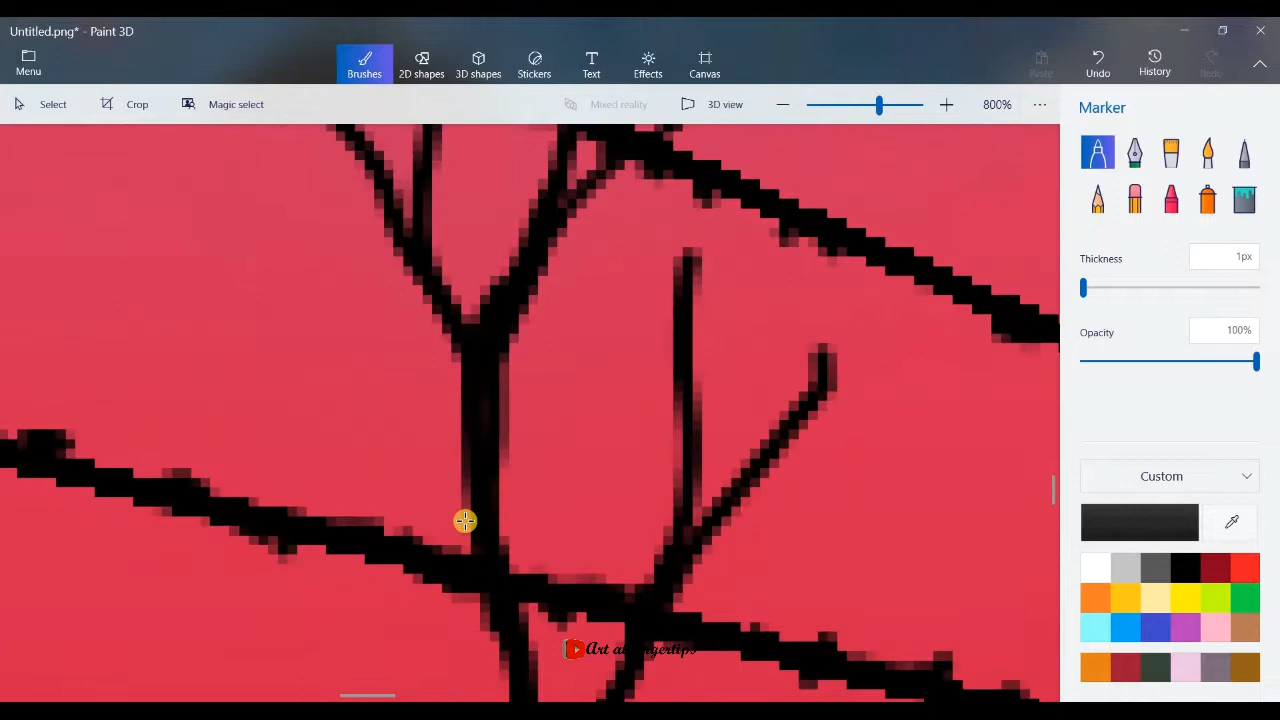 Untitled.png* - Paint 3D
Menu
Brushes
2D shapes
3D shapes
Stickers
Text
Effects
Canvas
Paste
Undo
History
Redo
Select
Crop
Magic select
Mixed reality
3D view
800%
Marker
Thickness
1px
Opacity
100%
Custom
Art at fingertips